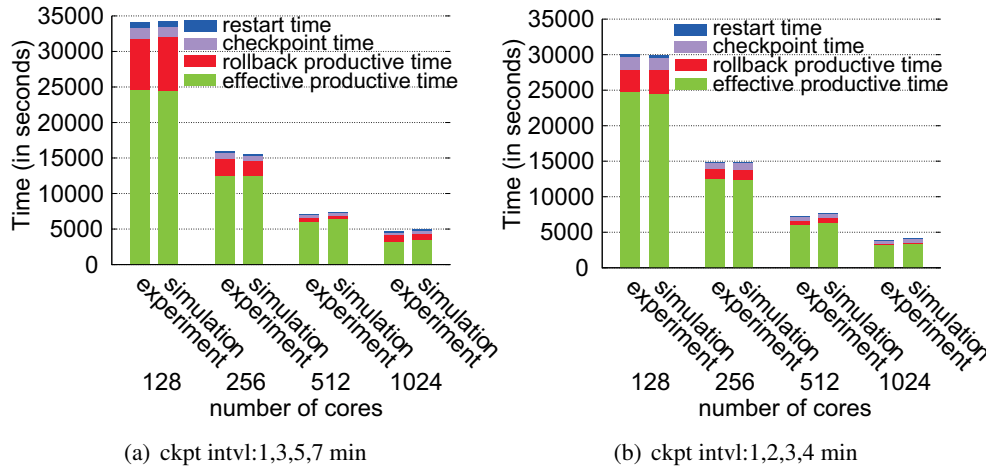 35000
30000
25000
20000
15000
10000
5000
0
Time (in seconds)
restart time
checkpoint time
rollback productive time
effective productive time
experiment
simulation
experiment
simulation
experiment
simulation
experiment
simulation
128 256 512 1024
number of cores
(a) ckpt intvl:1,3,5,7 min
35000
30000
25000
20000
15000
10000
5000
0
Time (in seconds)
restart time
checkpoint time
rollback productive time
effective productive time
experiment
simulation
experiment
simulation
experiment
simulation
experiment
simulation
128 256 512 1024
number of cores
(b) ckpt intvl:1,2,3,4 min